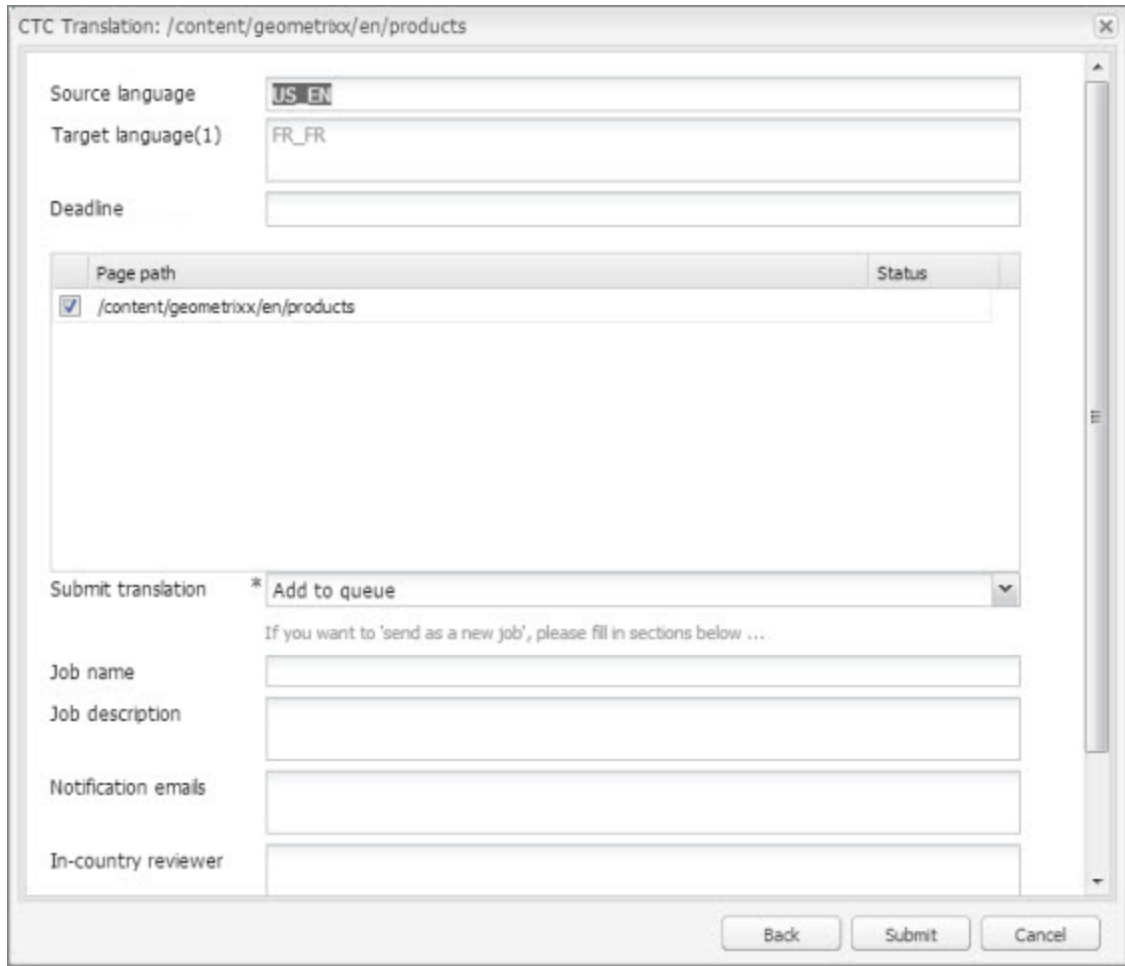 CTC Translation: /content/geometrixx/en/products
Source language US_EN
Target language(1) FR_FR
Deadline
Page path Status
/content/geometrixx/en/products
Submit translation * Add to queue
If you want to 'send as a new job', please fill in sections below ...
Job name
Job description
Notification emails
In-country reviewer
Back Submit Cancel